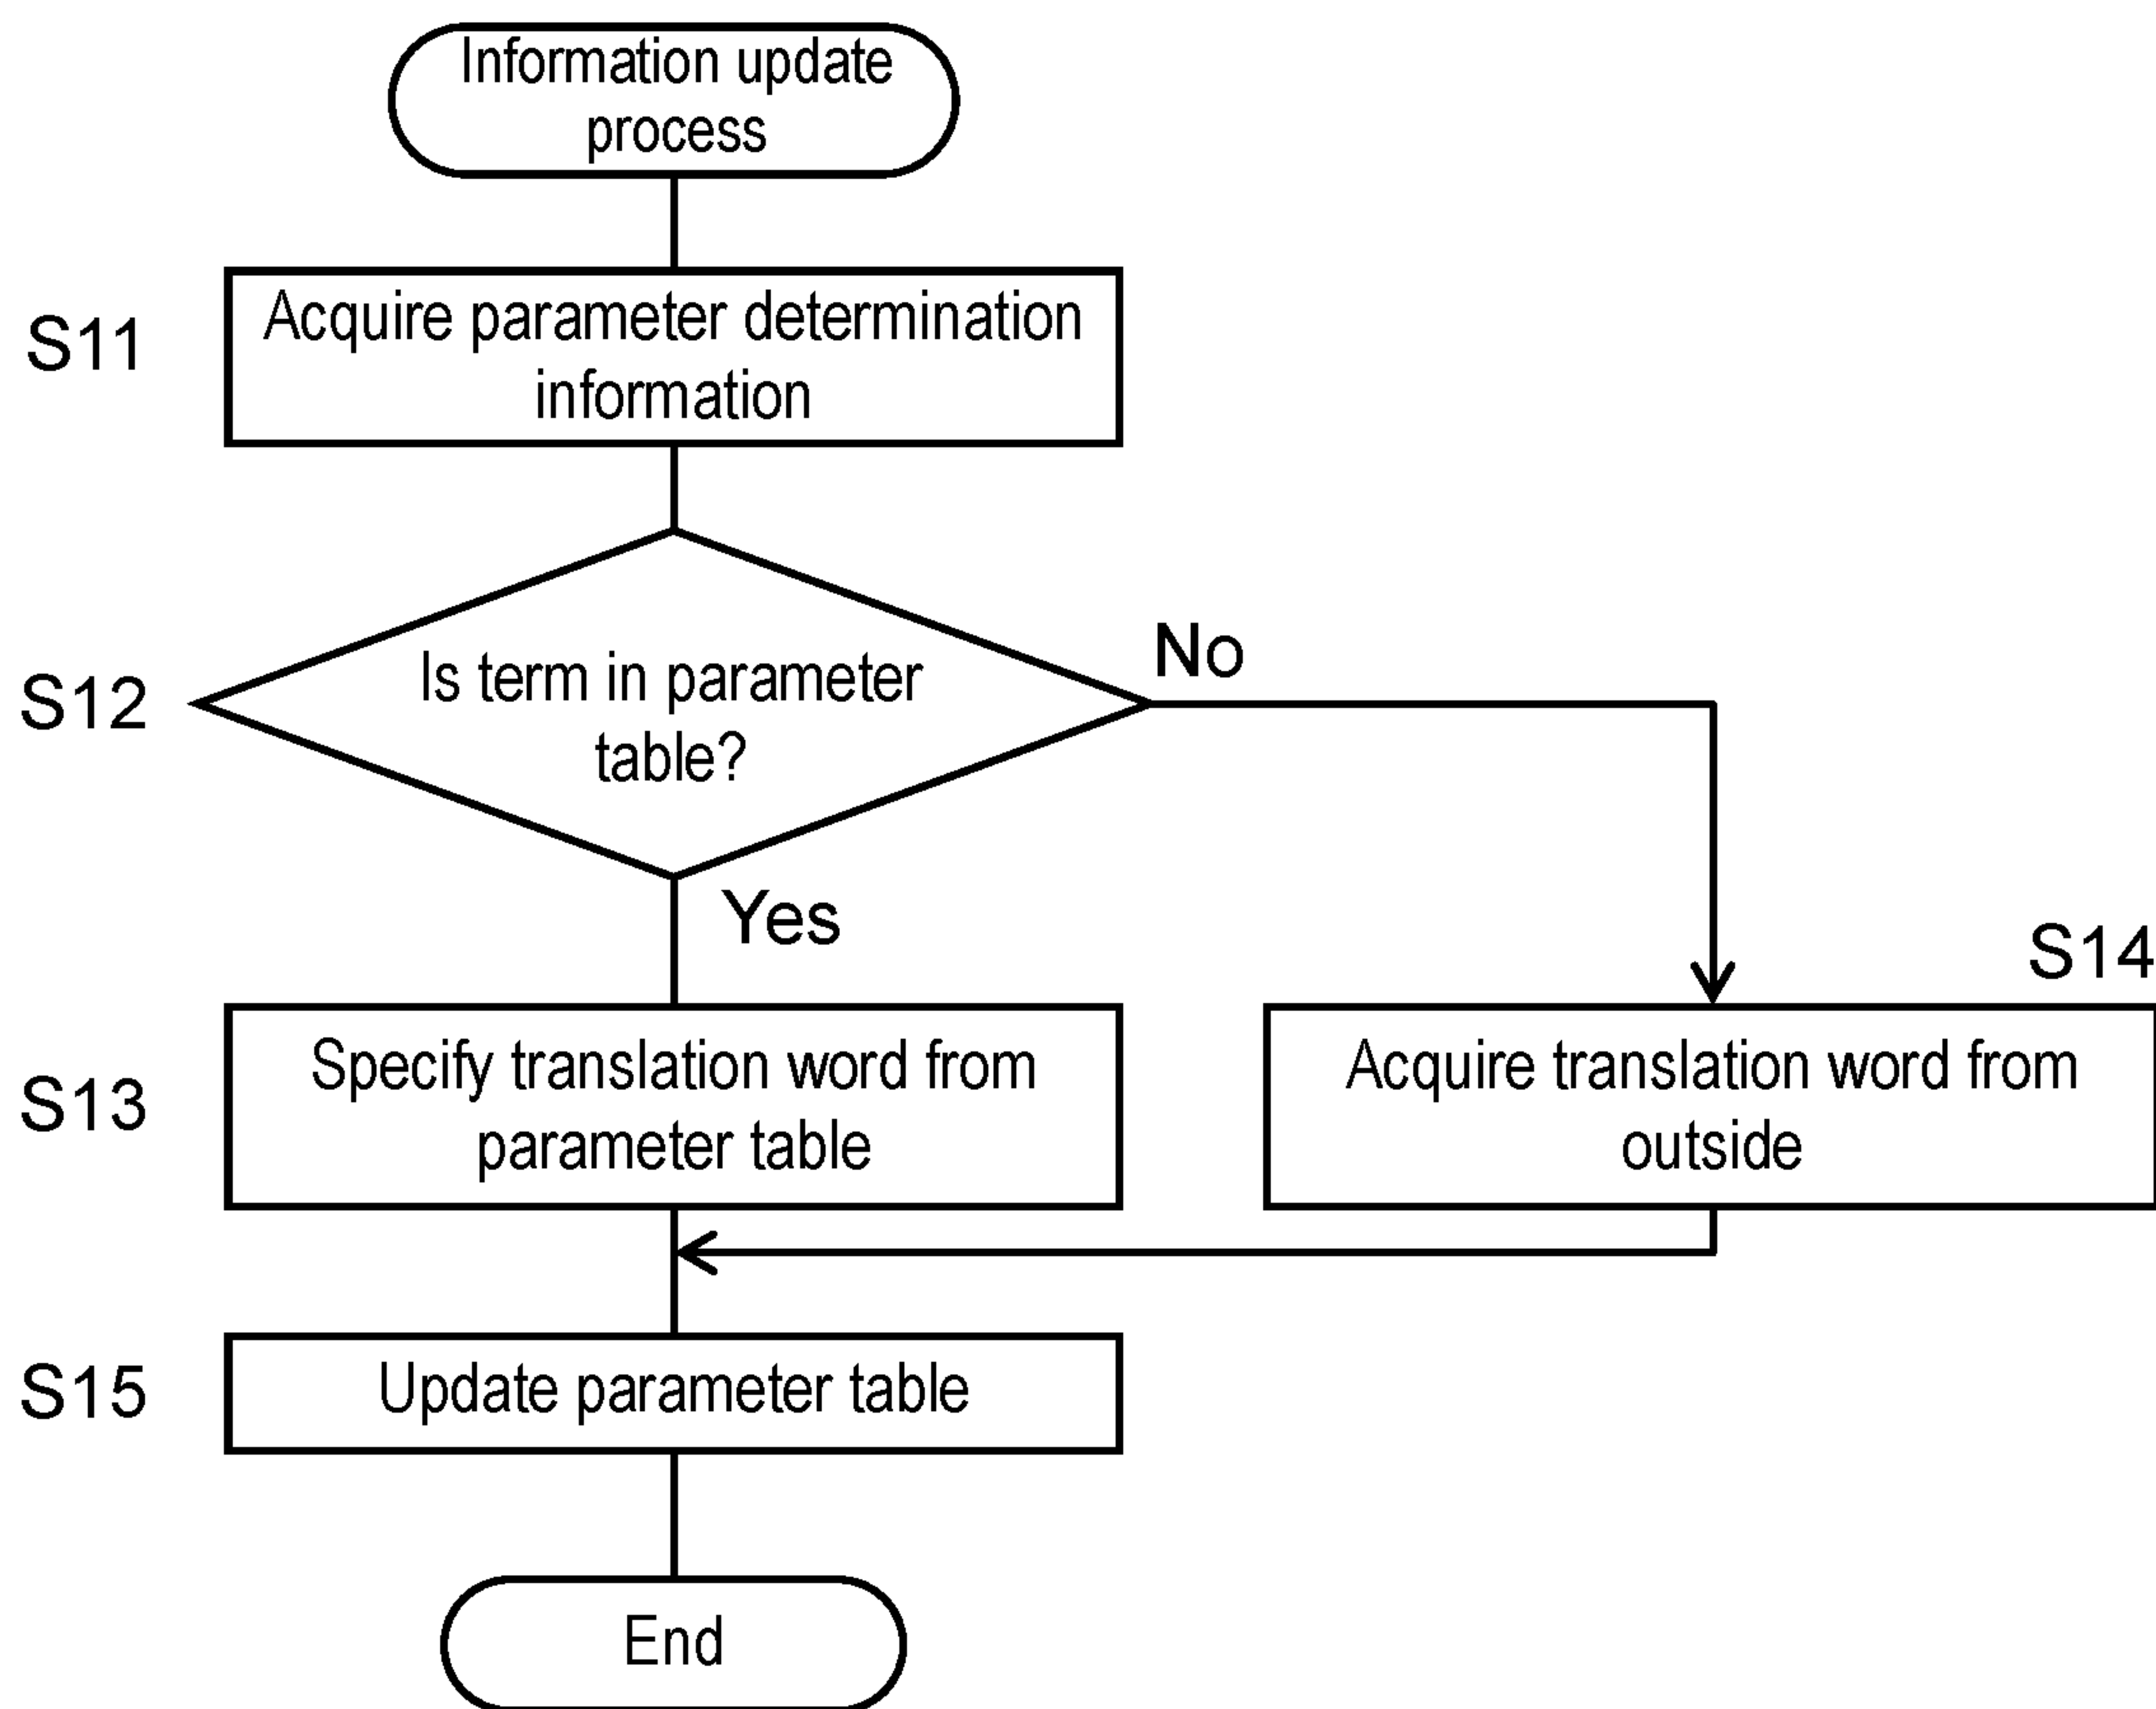 Information update
process
S11
Acquire parameter determination
information
S12
Is term in parameter
table?
No
Yes
S13
Specify translation word from
parameter table
S14
Acquire translation word from
outside
S15
Update parameter table
End